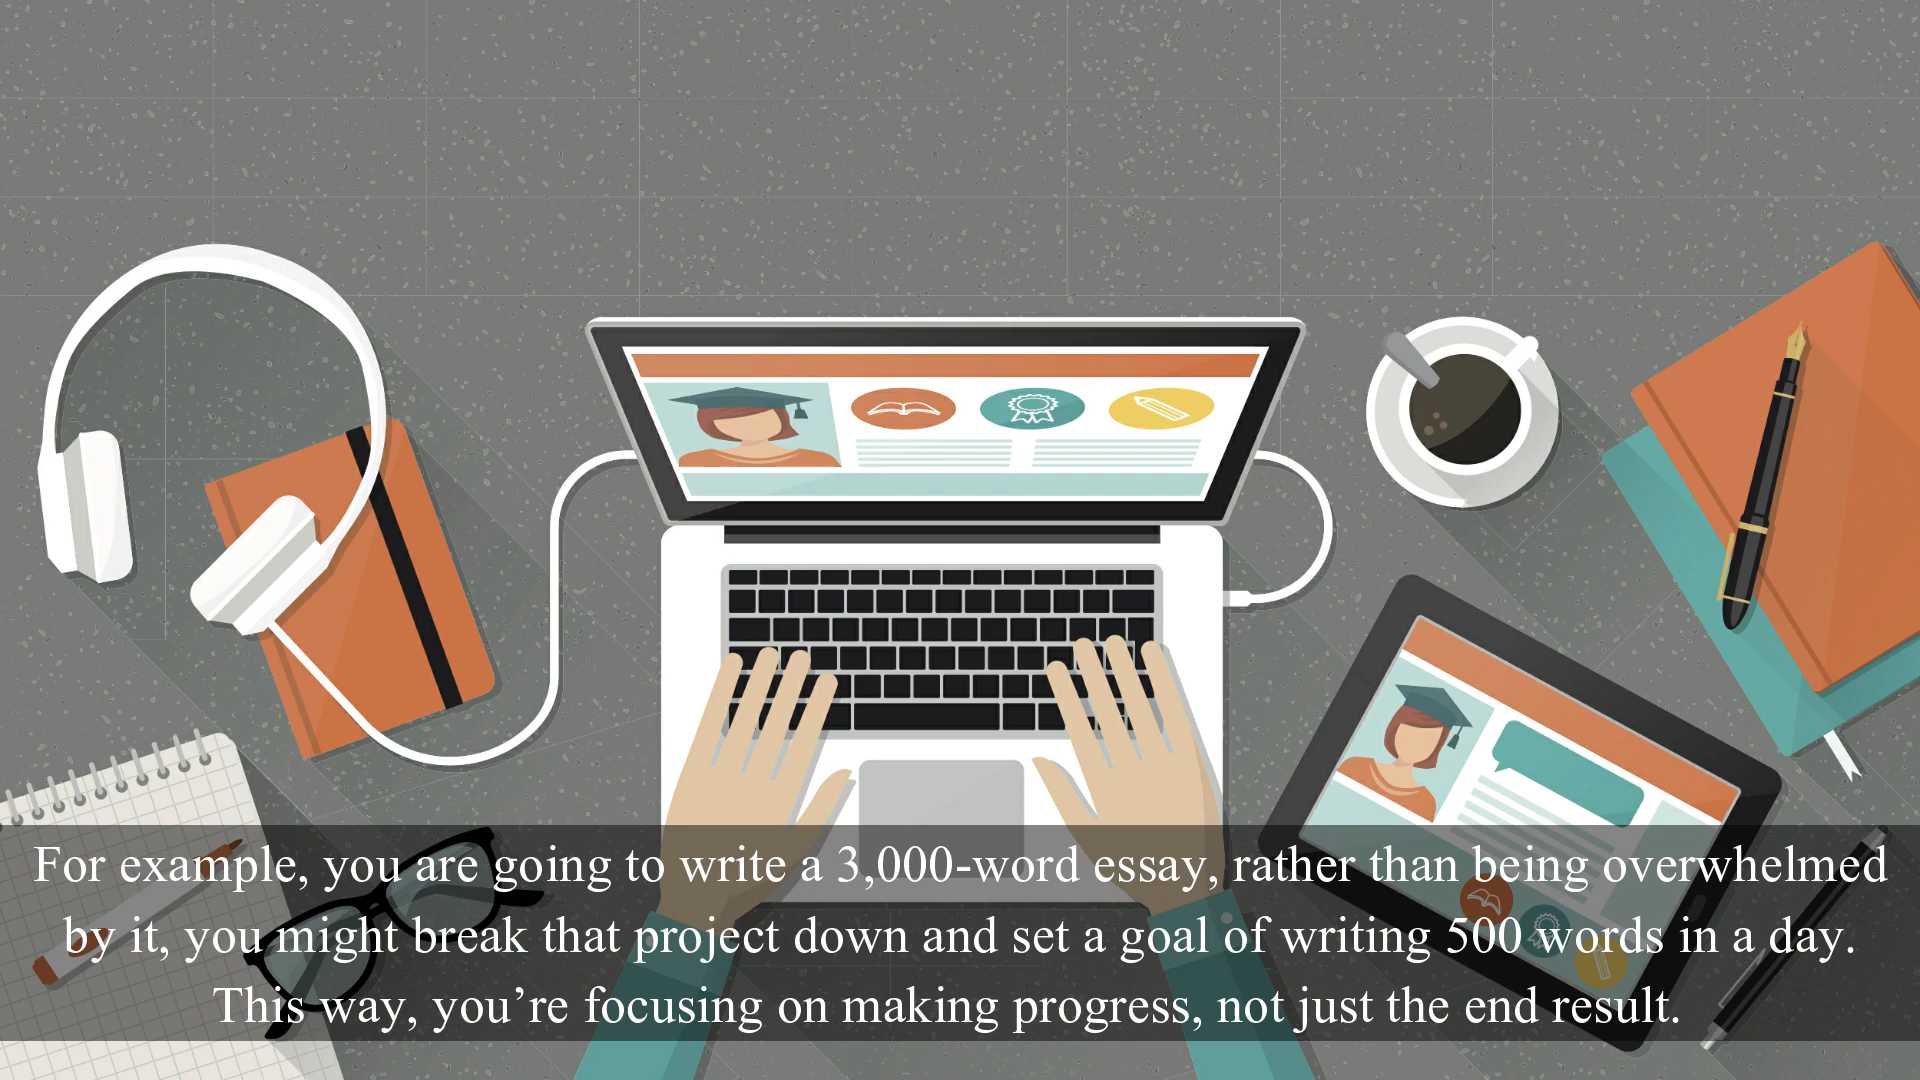 For example, you are going to write a 3,000-word essay, rather than being overwhelmed
by it, you might break that project down and set a goal of writing 500 words in a day.
This way, you’re focusing on making progress, not just the end result.